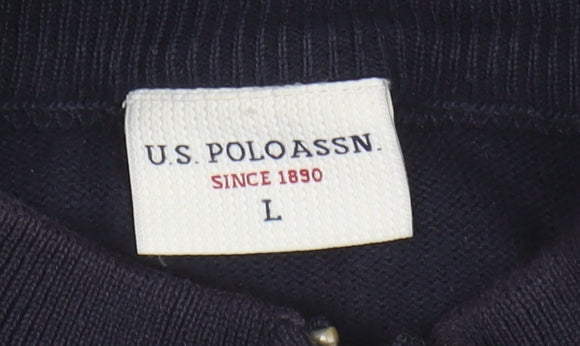 U.S. POLO ASSN.
SINCE 1890
L